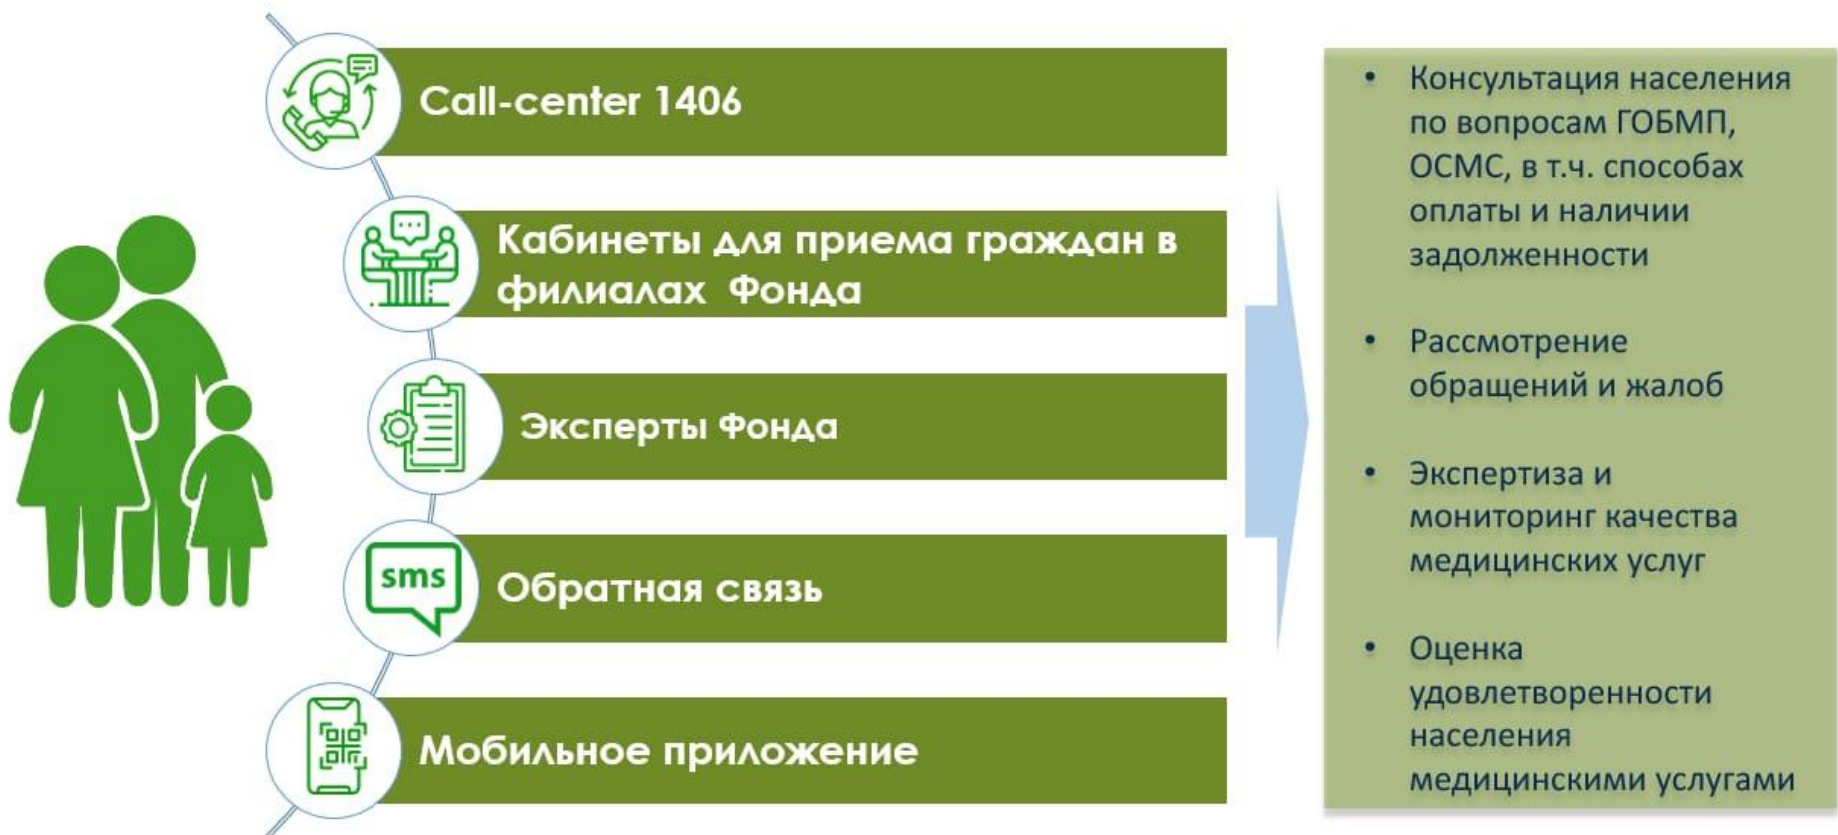 Call-center 1406
Кабинеты для приема граждан в
филиалах Фонда
Эксперты Фонда
sms
Обратная связь
Мобильное приложение
• Консультация населения
по вопросам ГОБМП,
ОСМС, в т.ч. способах
оплаты и наличии
задолженности
• Рассмотрение
обращений и жалоб
• Экспертиза и
мониторинг качества
медицинских услуг
• Оценка
удовлетворенности
населения
медицинскими услугами